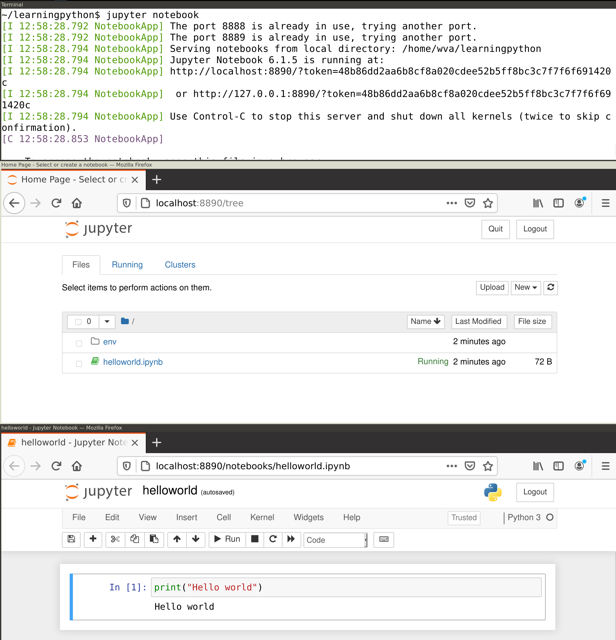 Terminal
~/learningpython$ jupyter notebook
[I 12:58:28.792 NotebookApp] The port 8888 is already in use, trying another port.
[I 12:58:28.793 NotebookApp] The port 8889 is already in use, trying another port.
[I 12:58:28.794 NotebookApp] Serving notebooks from local directory: /home/wva/learningpython
[I 12:58:28.794 NotebookApp] Jupyter Notebook 6.1.5 is running at:
[I 12:58:28.794 NotebookApp] http://localhost:8890/?token=48b86dd2aa6b8cf8a020cdee52b5ff8bc3c7f7f6f691420
c
[I 12:58:28.794 NotebookApp]  or http://127.0.0.1:8890/?token=48b86dd2aa6b8cf8a020cdee52b5ff8bc3c7f7f6f69
1420c
[I 12:58:28.794 NotebookApp] Use Control-C to stop this server and shut down all kernels (twice to skip c
onfirmation).
[C 12:58:28.853 NotebookApp]
Home Page - Select or create a notebook — Mozilla Firefox
Home Page - Select or c
localhost:8890/tree
jupyter Quit Logout
Files Running Clusters
Select items to perform actions on them. Upload New
0 / Name Last Modified File size
env 2 minutes ago
helloworld.ipynb Running 2 minutes ago 72 B
helloworld - Jupyter Notebook — Mozilla Firefox
helloworld - Jupyter Note
localhost:8890/notebooks/helloworld.ipynb
jupyter helloworld (autosaved) Logout
File Edit View Insert Cell Kernel Widgets Help Trusted Python 3
Run Code
In [1]: print("Hello world")
Hello world